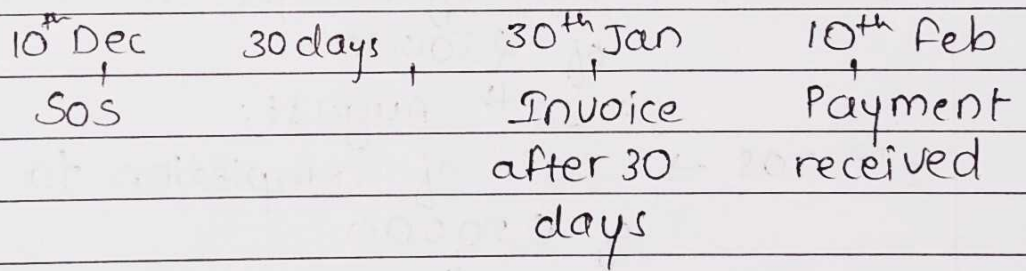 10th Dec 30 days 30th Jan 10th Feb
SOS Invoice Payment
after 30 received
days